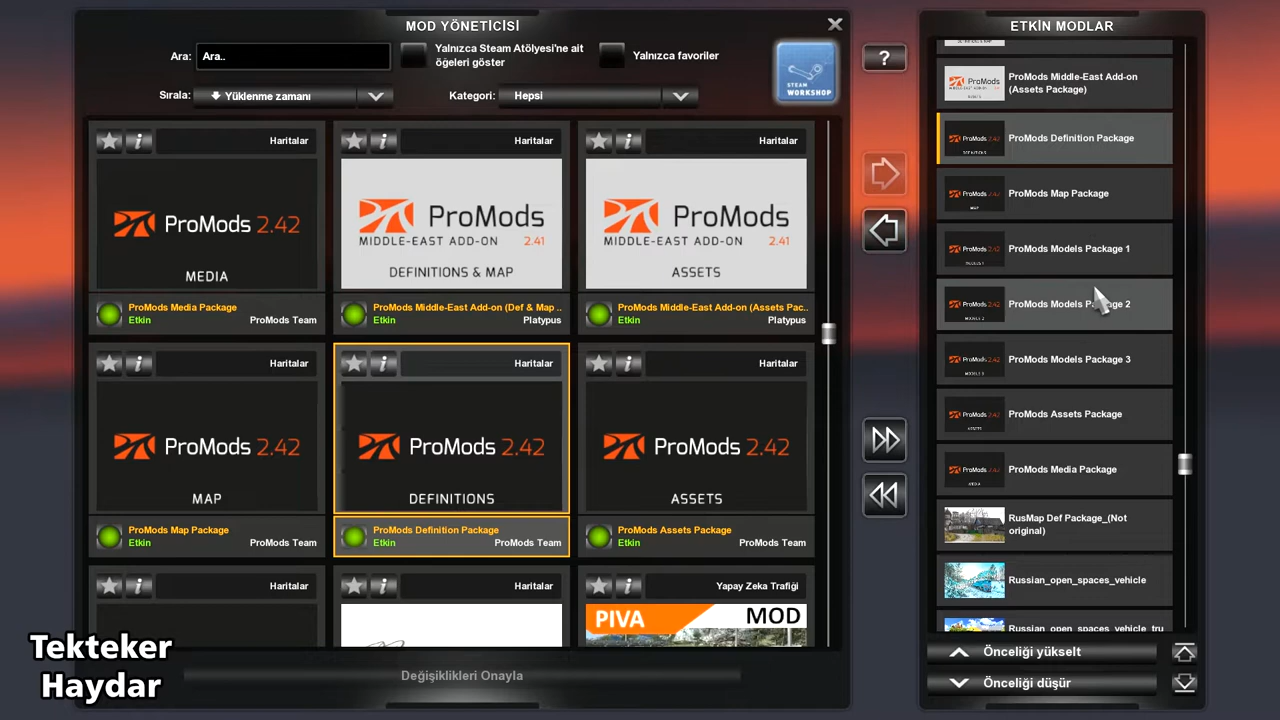 MOD YÖNETİCİSİ
Ara:
Ara..
Yalnızca Steam Atölyesi'ne ait
öğeleri göster
Yalnızca favoriler
STEAM
WORKSHOP
Sırala:
Yüklenme zamanı
Kategori:
Hepsi
Haritalar
ProMods 2.42
MEDIA
ProMods Media Package
Etkin
ProMods Team
Haritalar
ProMods
MIDDLE-EAST ADD-ON 2.41
DEFINITIONS & MAP
ProMods Middle-East Add-on (Def & Map ..
Etkin
Platypus
Haritalar
ProMods
MIDDLE-EAST ADD-ON 2.41
ASSETS
ProMods Middle-East Add-on (Assets Pac..
Etkin
Platypus
Haritalar
ProMods 2.42
MAP
ProMods Map Package
Etkin
ProMods Team
Haritalar
ProMods 2.42
DEFINITIONS
ProMods Definition Package
Etkin
ProMods Team
Haritalar
ProMods 2.42
ASSETS
ProMods Assets Package
Etkin
ProMods Team
Haritalar
Haritalar
Yapay Zeka Trafiği
PIVA MOD
Değişiklikleri Onayla
Tekteker
Haydar
?
ETKİN MODLAR
ProMods Middle-East Add-on
(Assets Package)
ProMods Definition Package
ProMods Map Package
ProMods Models Package 1
ProMods Models Package 2
ProMods Models Package 3
ProMods Assets Package
ProMods Media Package
RusMap Def Package_(Not
original)
Russian_open_spaces_vehicle
Russian_open_spaces_vehicle_tru
Önceliği yükselt
Önceliği düşür